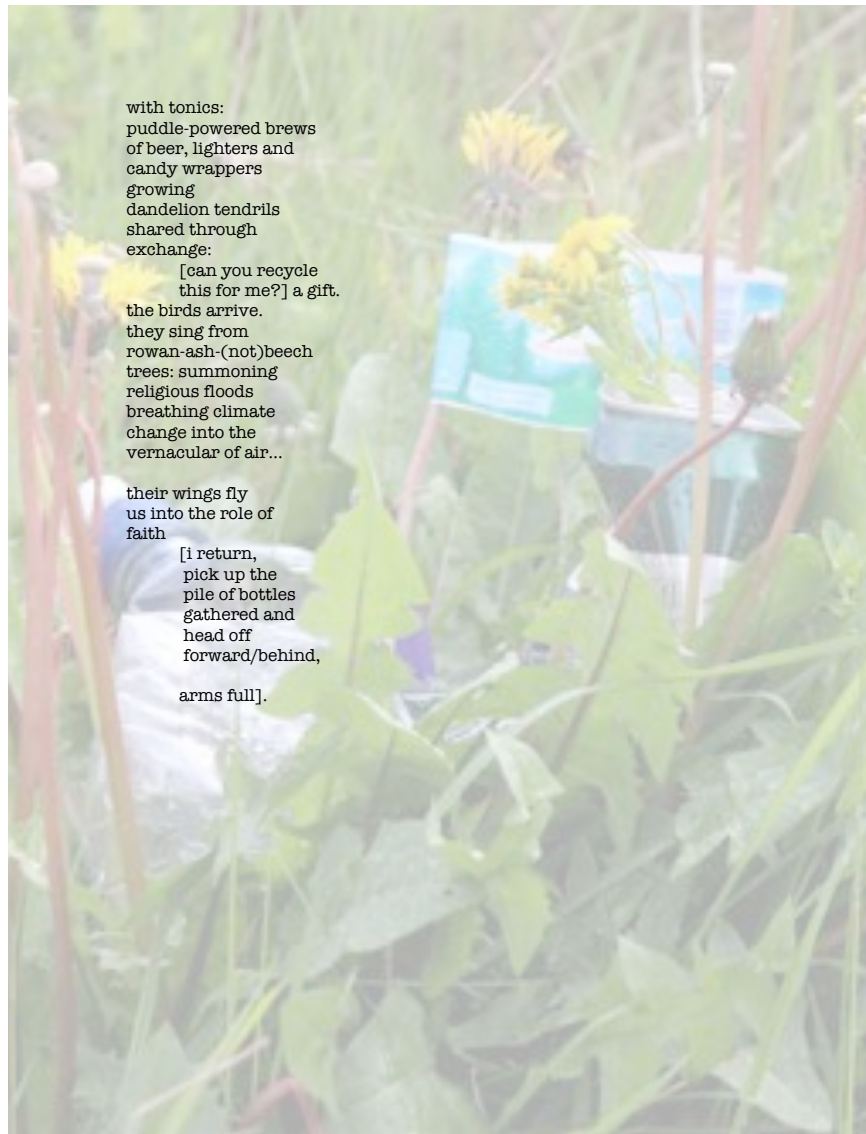 with tonics:
puddle-powered brews
of beer, lighters and
candy wrappers
growing
dandelion tendrils
shared through
exchange:
[can you recycle
this for me?] a gift.
the birds arrive.
they sing from
rowan-ash-(not)beech
trees: summoning
religious floods
breathing climate
change into the
vernacular of air...
their wings fly
us into the role of
faith
[i return,
pick up the
pile of bottles
gathered and
head off
forward/behind,
arms full].